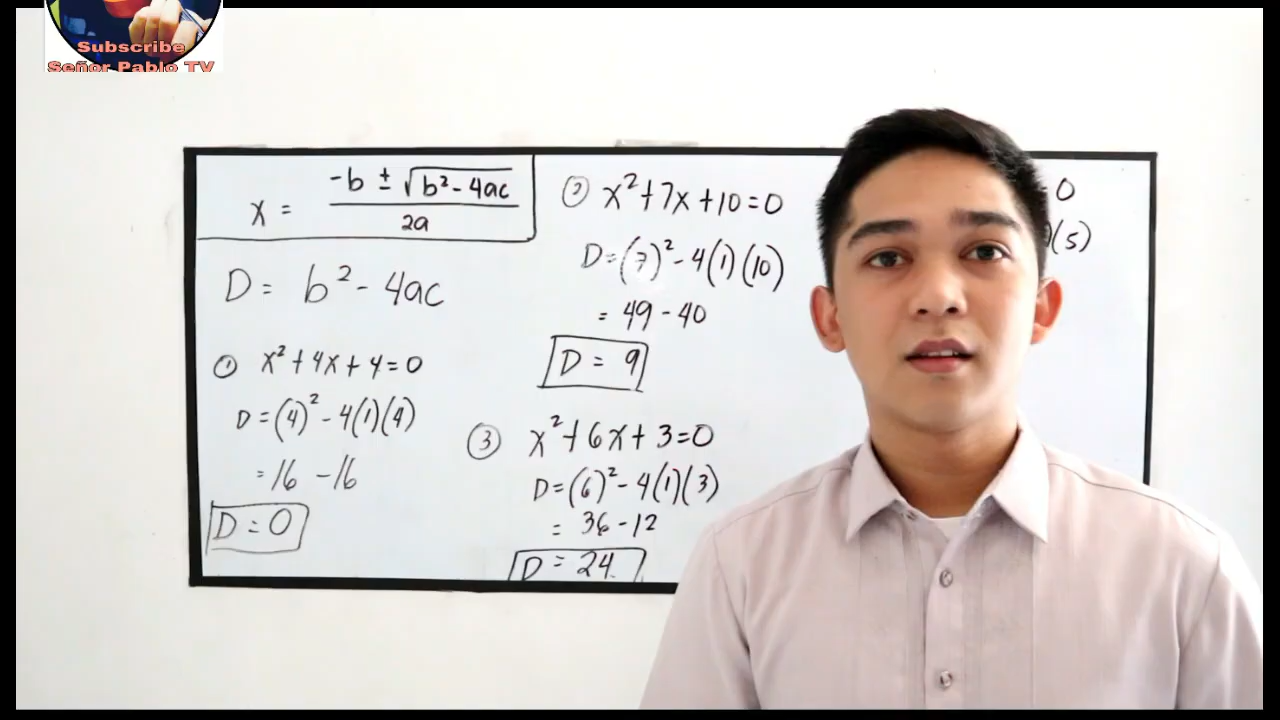 Subscribe
Señor Pablo TV
x = -b ± √b² - 4ac / 2a
D = b² - 4ac
① x² + 4x + 4 = 0
D = (4)² - 4(1)(4)
= 16 - 16
D = 0
② x² + 7x + 10 = 0
D = (7)² - 4(1)(10)
= 49 - 40
D = 9
③ x² + 6x + 3 = 0
D = (6)² - 4(1)(3)
= 36 - 12
D = 24
0
)(5)